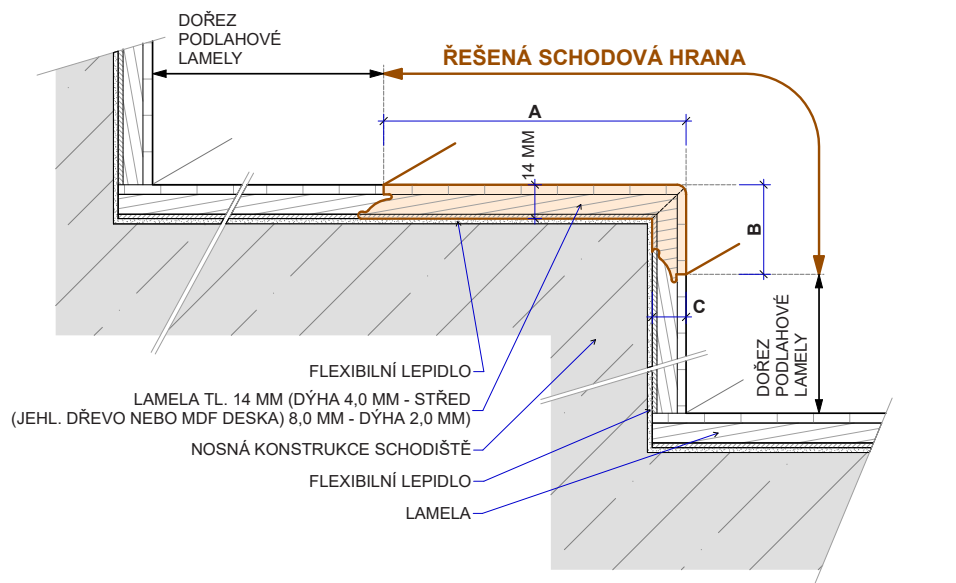 DOŘEZ
PODLAHOVÉ
LAMELY
ŘEŠENÁ SCHODOVÁ HRANA
A
14 MM
B
C
DOŘEZ
PODLAHOVÉ
LAMELY
FLEXIBILNÍ LEPIDLO
LAMELA TL. 14 MM (DÝHA 4,0 MM - STŘED
(JEHL. DŘEVO NEBO MDF DESKA) 8,0 MM - DÝHA 2,0 MM)
NOSNÁ KONSTRUKCE SCHODIŠTĚ
FLEXIBILNÍ LEPIDLO
LAMELA